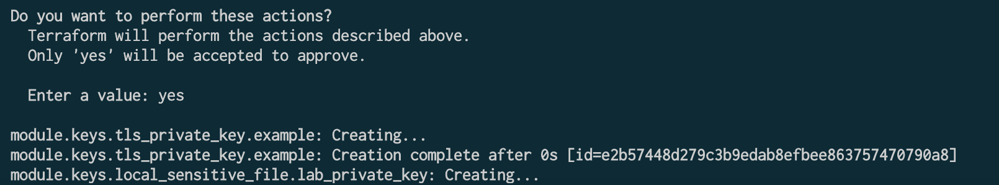 Do you want to perform these actions?
Terraform will perform the actions described above.
Only 'yes' will be accepted to approve.
Enter a value: yes
module.keys.tls_private_key.example: Creating...
module.keys.tls_private_key.example: Creation complete after 0s [id=e2b57448d279c3b9edab8efbee863757470790a8]
module.keys.local_sensitive_file.lab_private_key: Creating...